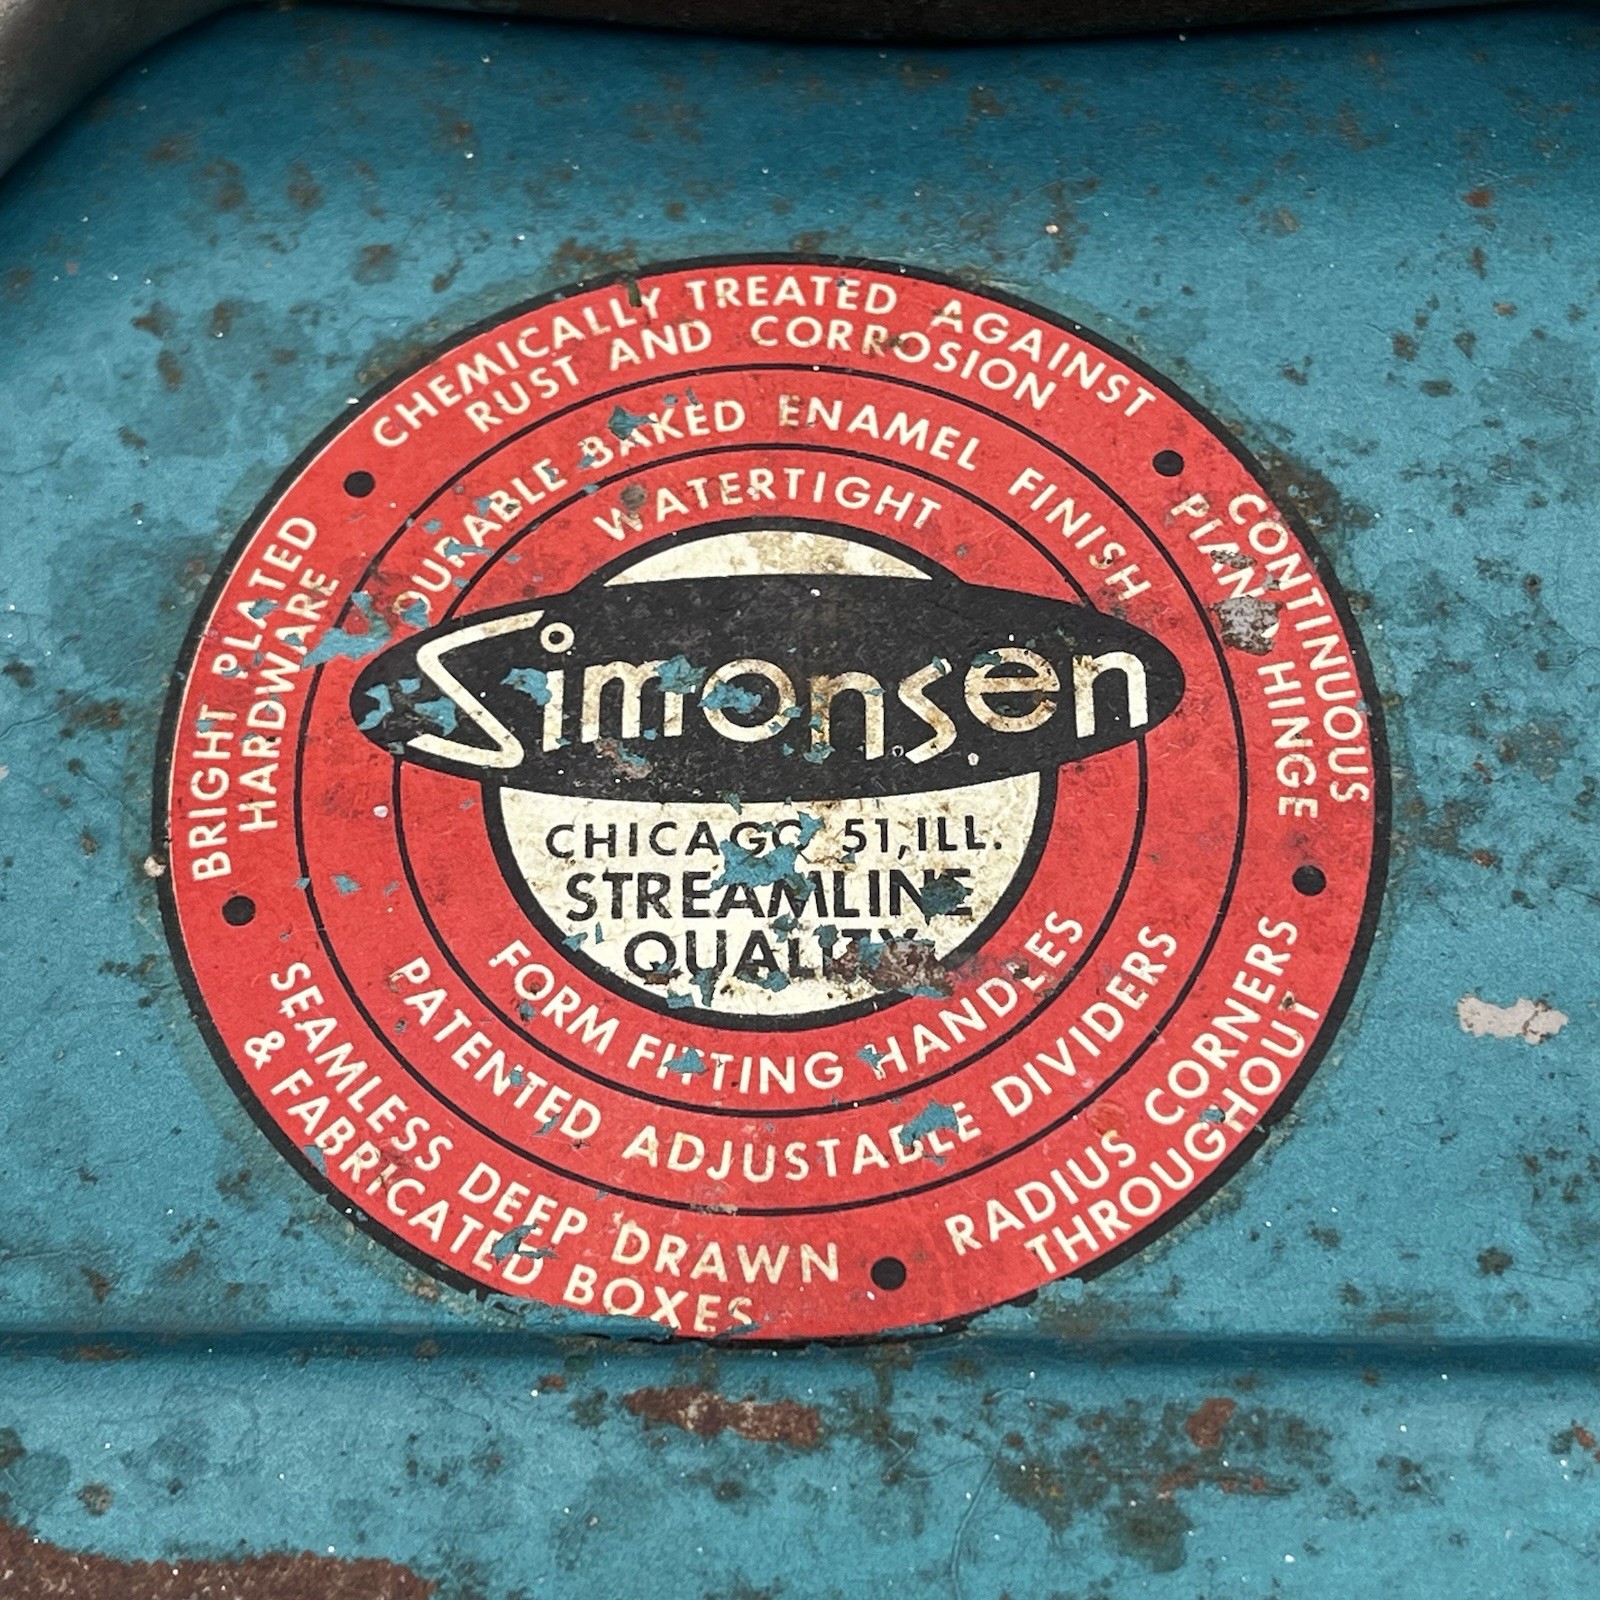 CHEMICALLY TREATED AGAINST
RUST AND CORROSION
CONTINUOUS
PIANO HINGE
RADIUS CORNERS
THROUGHOUT
SEAMLESS DEEP DRAWN
& FABRICATED BOXES
BRIGHT PLATED
HARDWARE
DURABLE BAKED ENAMEL FINISH
PATENTED ADJUSTABLE DIVIDERS
WATERTIGHT
FORM FITTING HANDLES
Simonsen
CHICAGO 51, ILL.
STREAMLINE
QUALITY